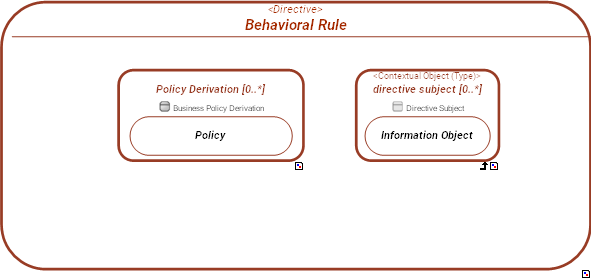 <Directive>
Behavioral Rule
Policy Derivation [0..*]
Business Policy Derivation
Policy
<Contextual Object (Type)>
directive subject [0..*]
Directive Subject
Information Object